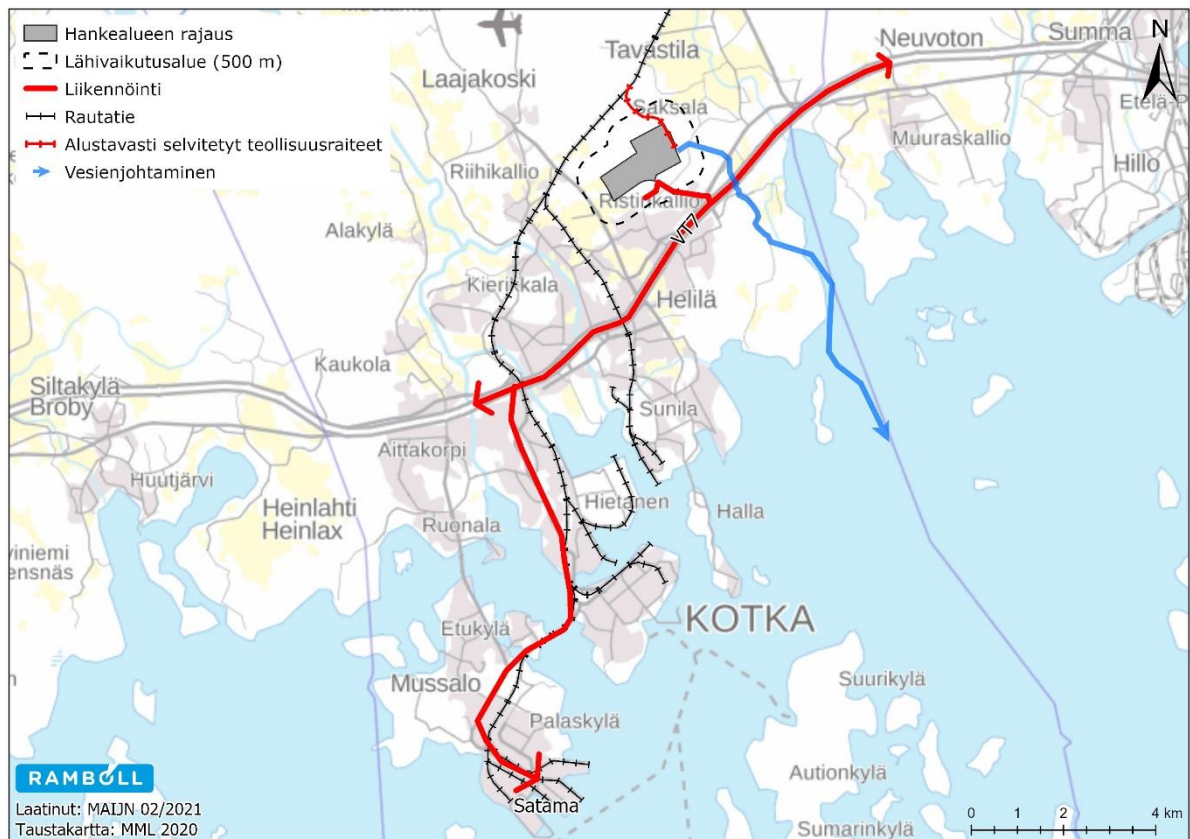 Hankealueen rajaus
Lähivaikutusalue (500 m)
Liikennöinti
Rautatie
Alustavasti selvitetyt teollisuusraiteet
Vesienjohtaminen
N
Tavastila
Neuvoton
Summa
Laajakoski
Saksala
Muuraskallio
Etelä-P
Hillo
Riihikallio
Ristinkallio
VT7
Alakylä
Kierikkala
Helilä
Kaukola
Siltakylä
Broby
Sunila
Aittakorpi
Huutjärvi
Heinlahti
Heinlax
Hietanen
Halla
Ruonala
viniemi
ensnäs
KOTKA
Etukylä
Mussalo
Suurikylä
Palaskylä
Autionkylä
Satama
Sumarinkylä
RAMBOLL
Laatinut: MAIJN 02/2021
Taustakartta: MML 2020
0 1 2 4 km